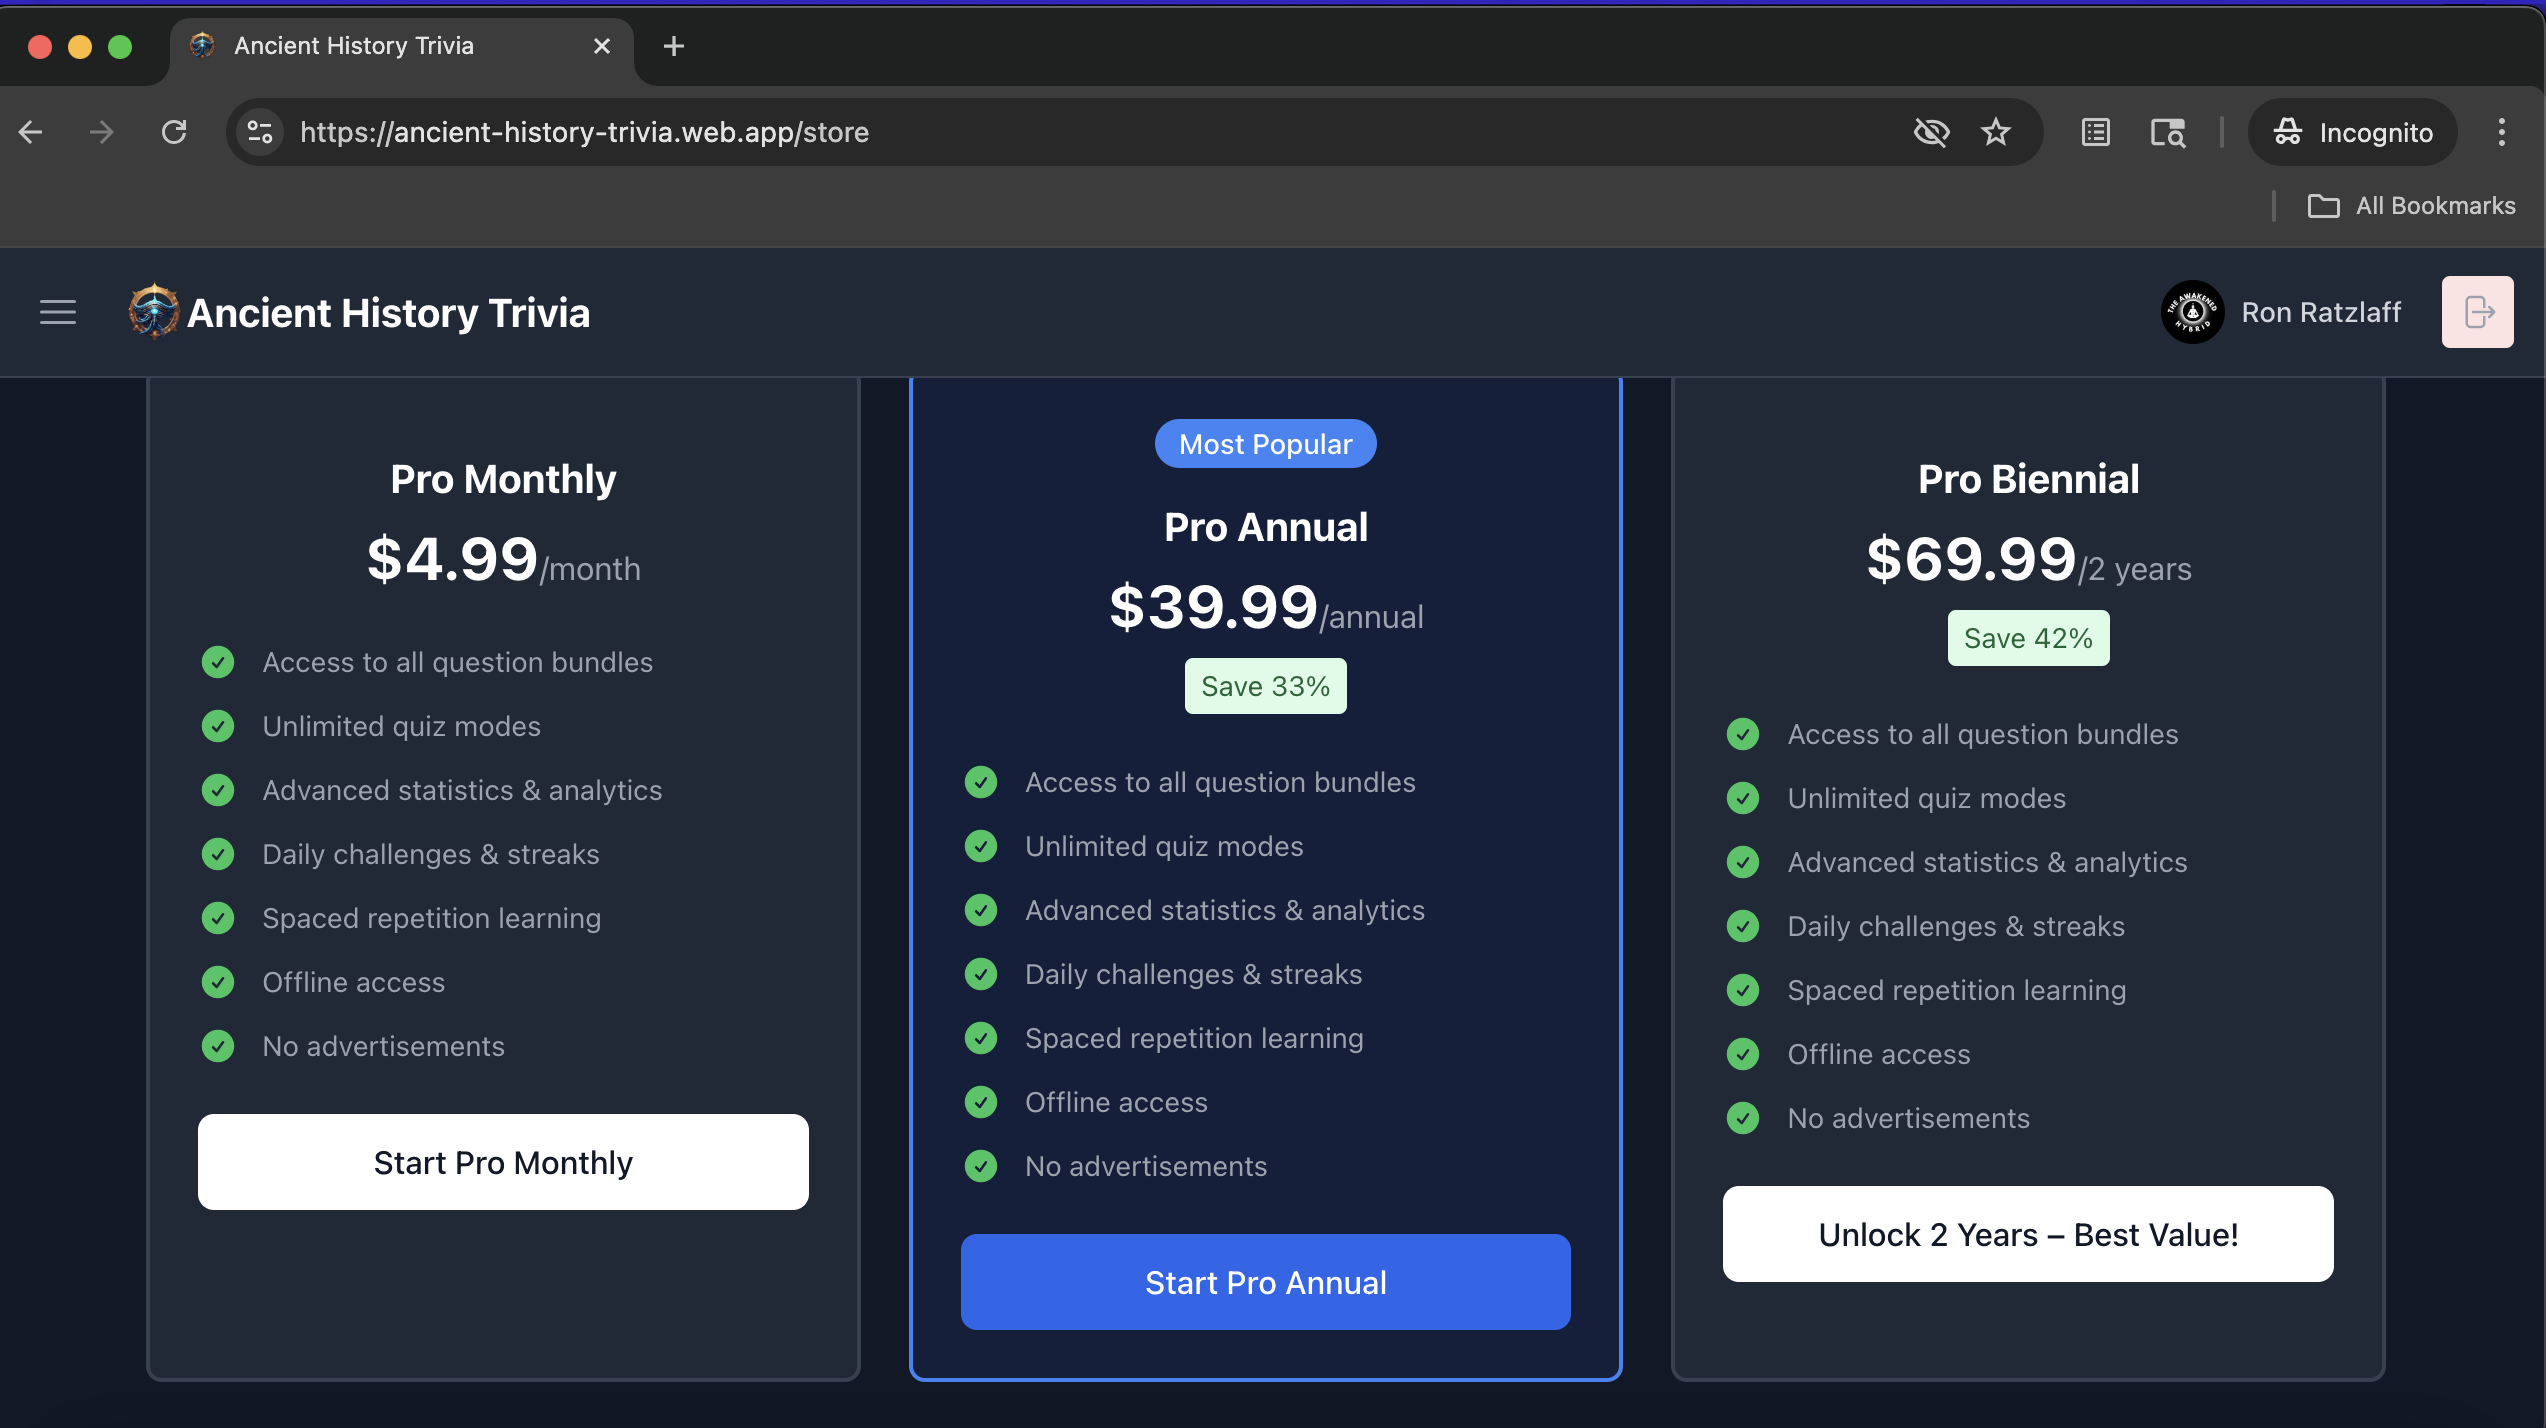 Ancient History Trivia
https://ancient-history-trivia.web.app/store
Incognito
All Bookmarks
Ancient History Trivia
THE AWAKENED
HYBRID
Ron Ratzlaff
Pro Monthly
$4.99/month
Access to all question bundles
Unlimited quiz modes
Advanced statistics & analytics
Daily challenges & streaks
Spaced repetition learning
Offline access
No advertisements
Start Pro Monthly
Most Popular
Pro Annual
$39.99/annual
Save 33%
Access to all question bundles
Unlimited quiz modes
Advanced statistics & analytics
Daily challenges & streaks
Spaced repetition learning
Offline access
No advertisements
Start Pro Annual
Pro Biennial
$69.99/2 years
Save 42%
Access to all question bundles
Unlimited quiz modes
Advanced statistics & analytics
Daily challenges & streaks
Spaced repetition learning
Offline access
No advertisements
Unlock 2 Years – Best Value!